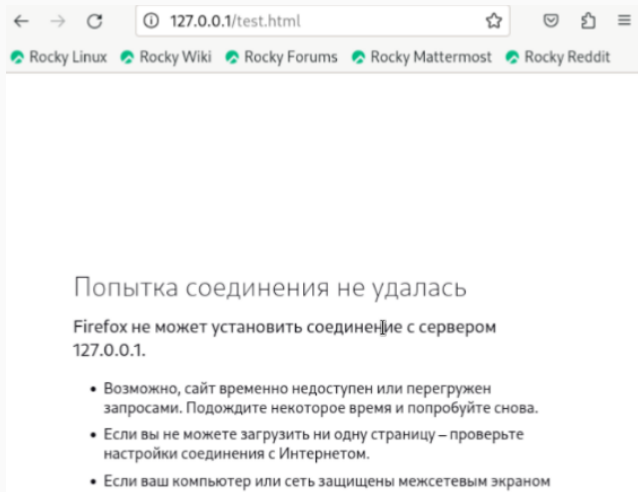 127.0.0.1/test.html
Rocky Linux Rocky Wiki Rocky Forums Rocky Mattermost Rocky Reddit
Попытка соединения не удалась
Firefox не может установить соединение с сервером
127.0.0.1.
• Возможно, сайт временно недоступен или перегружен
запросами. Подождите некоторое время и попробуйте снова.
• Если вы не можете загрузить ни одну страницу – проверьте
настройки соединения с Интернетом.
• Если ваш компьютер или сеть защищены межсетевым экраном